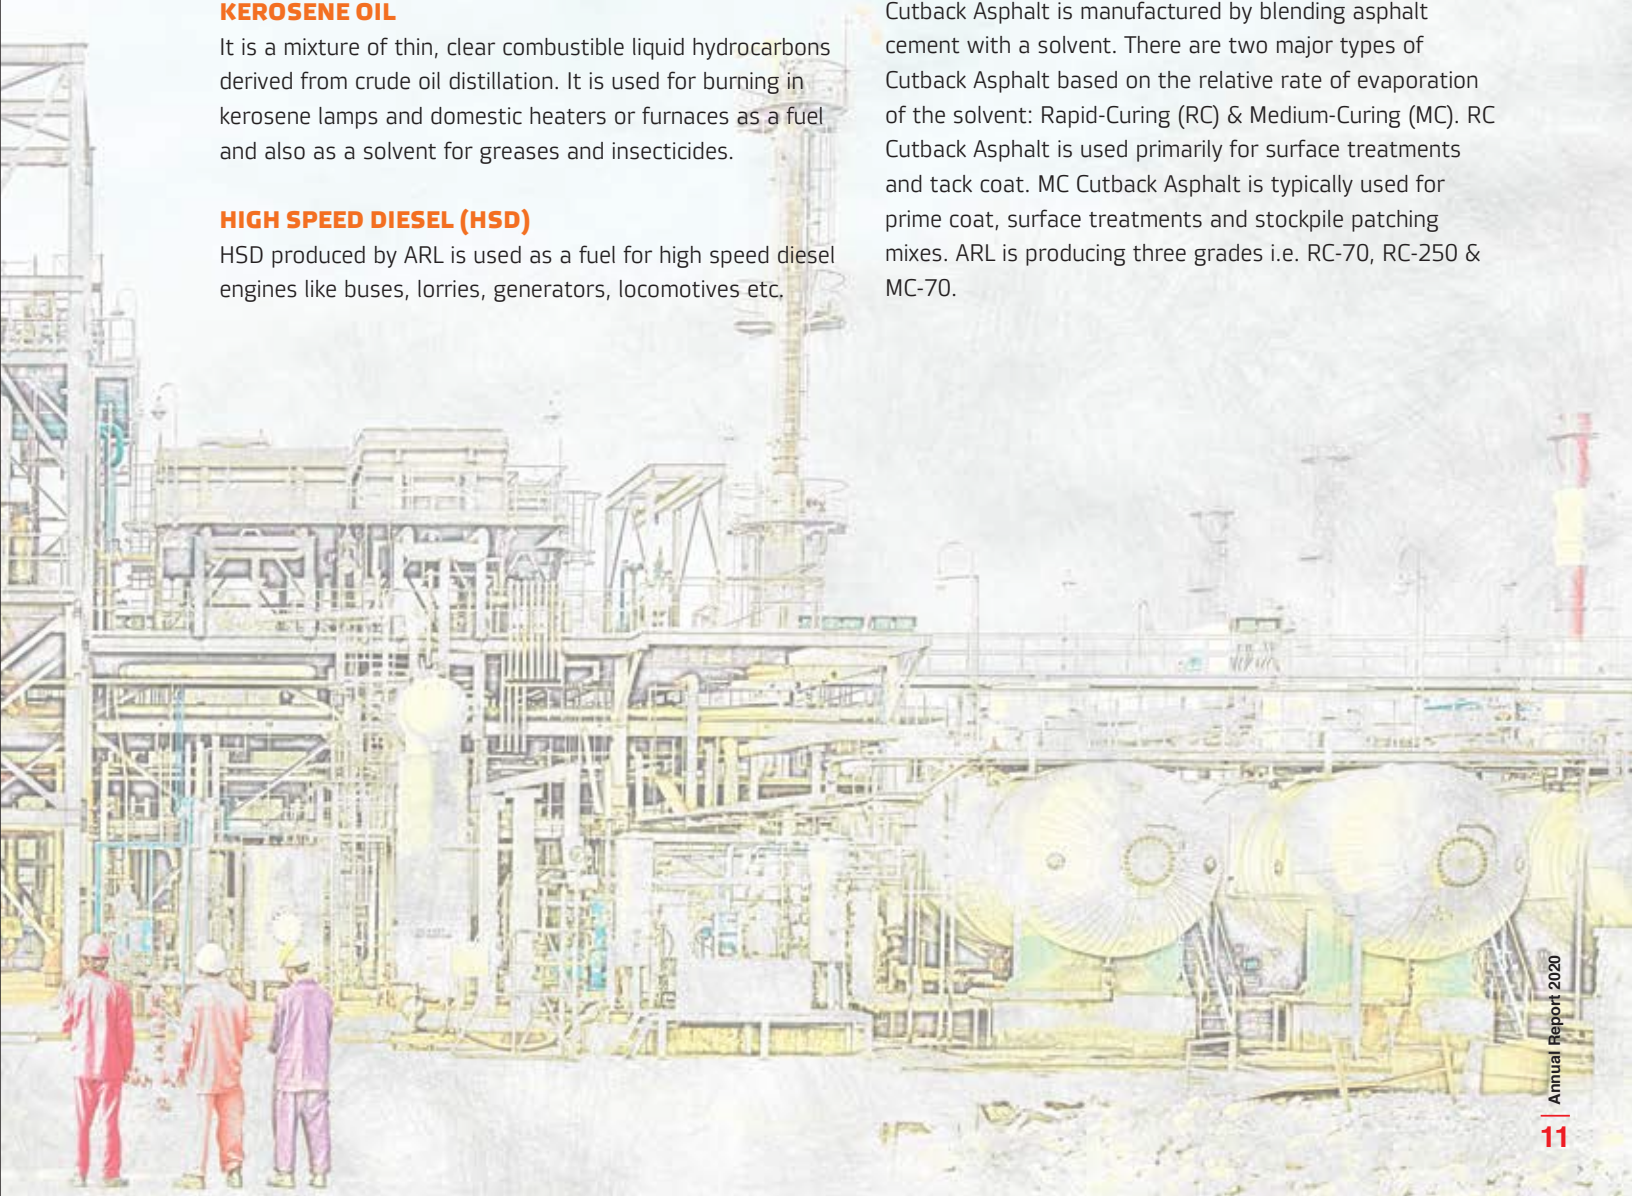 KEROSENE OIL
It is a mixture of thin, clear combustible liquid hydrocarbons
derived from crude oil distillation. It is used for burning in
kerosene lamps and domestic heaters or furnaces as a fuel
and also as a solvent for greases and insecticides.
HIGH SPEED DIESEL (HSD)
HSD produced by ARL is used as a fuel for high speed diesel
engines like buses, lorries, generators, locomotives etc.
Cutback Asphalt is manufactured by blending asphalt
cement with a solvent. There are two major types of
Cutback Asphalt based on the relative rate of evaporation
of the solvent: Rapid-Curing (RC) & Medium-Curing (MC). RC
Cutback Asphalt is used primarily for surface treatments
and tack coat. MC Cutback Asphalt is typically used for
prime coat, surface treatments and stockpile patching
mixes. ARL is producing three grades i.e. RC-70, RC-250 &
MC-70.
Annual Report 2020
11